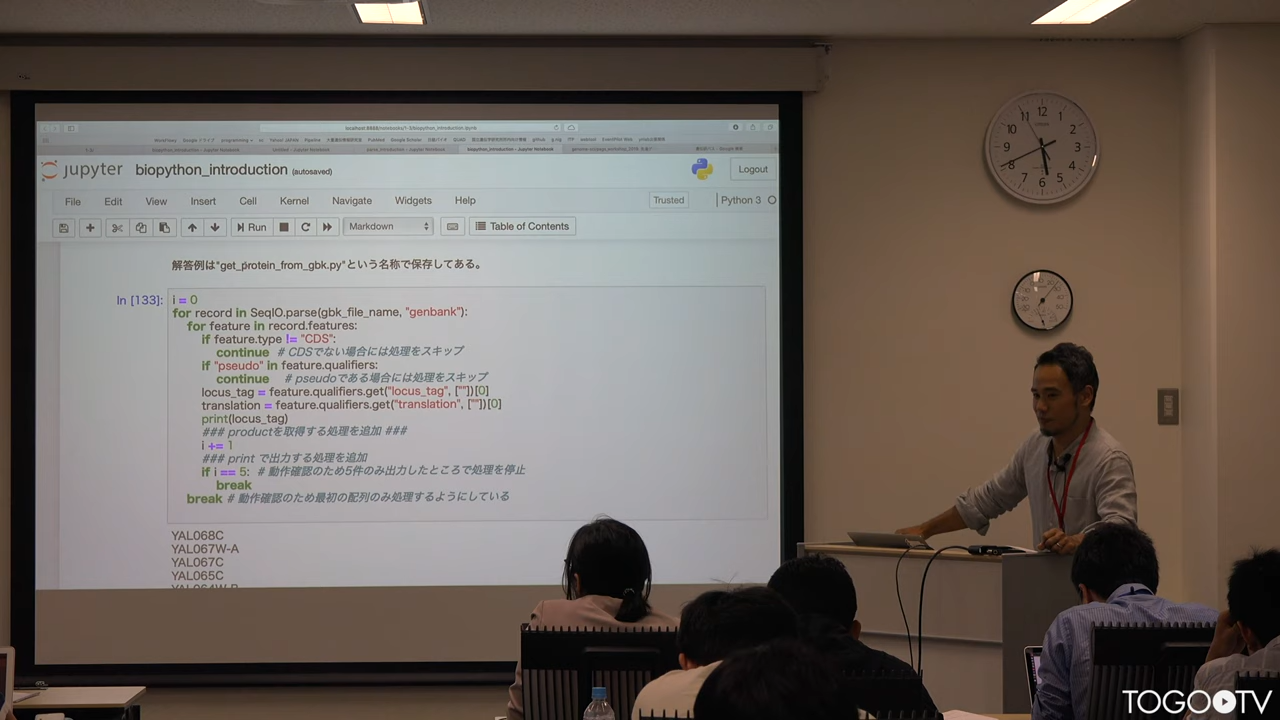 localhost:8888/notebooks/1-3/biopython_introduction.ipynb
jupyter biopython_introduction (autosaved)
Logout
File Edit View Insert Cell Kernel Navigate Widgets Help
Trusted Python 3
Run Markdown Table of Contents
解答例は"get_protein_from_gbk.py"という名称で保存してある。
In [133]: i = 0
for record in SeqIO.parse(gbk_file_name, "genbank"):
for feature in record.features:
if feature.type != "CDS":
continue # CDSでない場合には処理をスキップ
if "pseudo" in feature.qualifiers:
continue # pseudoである場合には処理をスキップ
locus_tag = feature.qualifiers.get("locus_tag", [""])[0]
translation = feature.qualifiers.get("translation", [""])[0]
print(locus_tag)
### productを取得する処理を追加 ###
i += 1
### print で出力する処理を追加
if i == 5: # 動作確認のため5件のみ出力したところで処理を停止
break
break # 動作確認のため最初の配列のみ処理するようにしている
YAL068C
YAL067W-A
YAL067C
YAL065C
12
1
2
3
4
5
6
7
8
9
10
11
TOGOTV